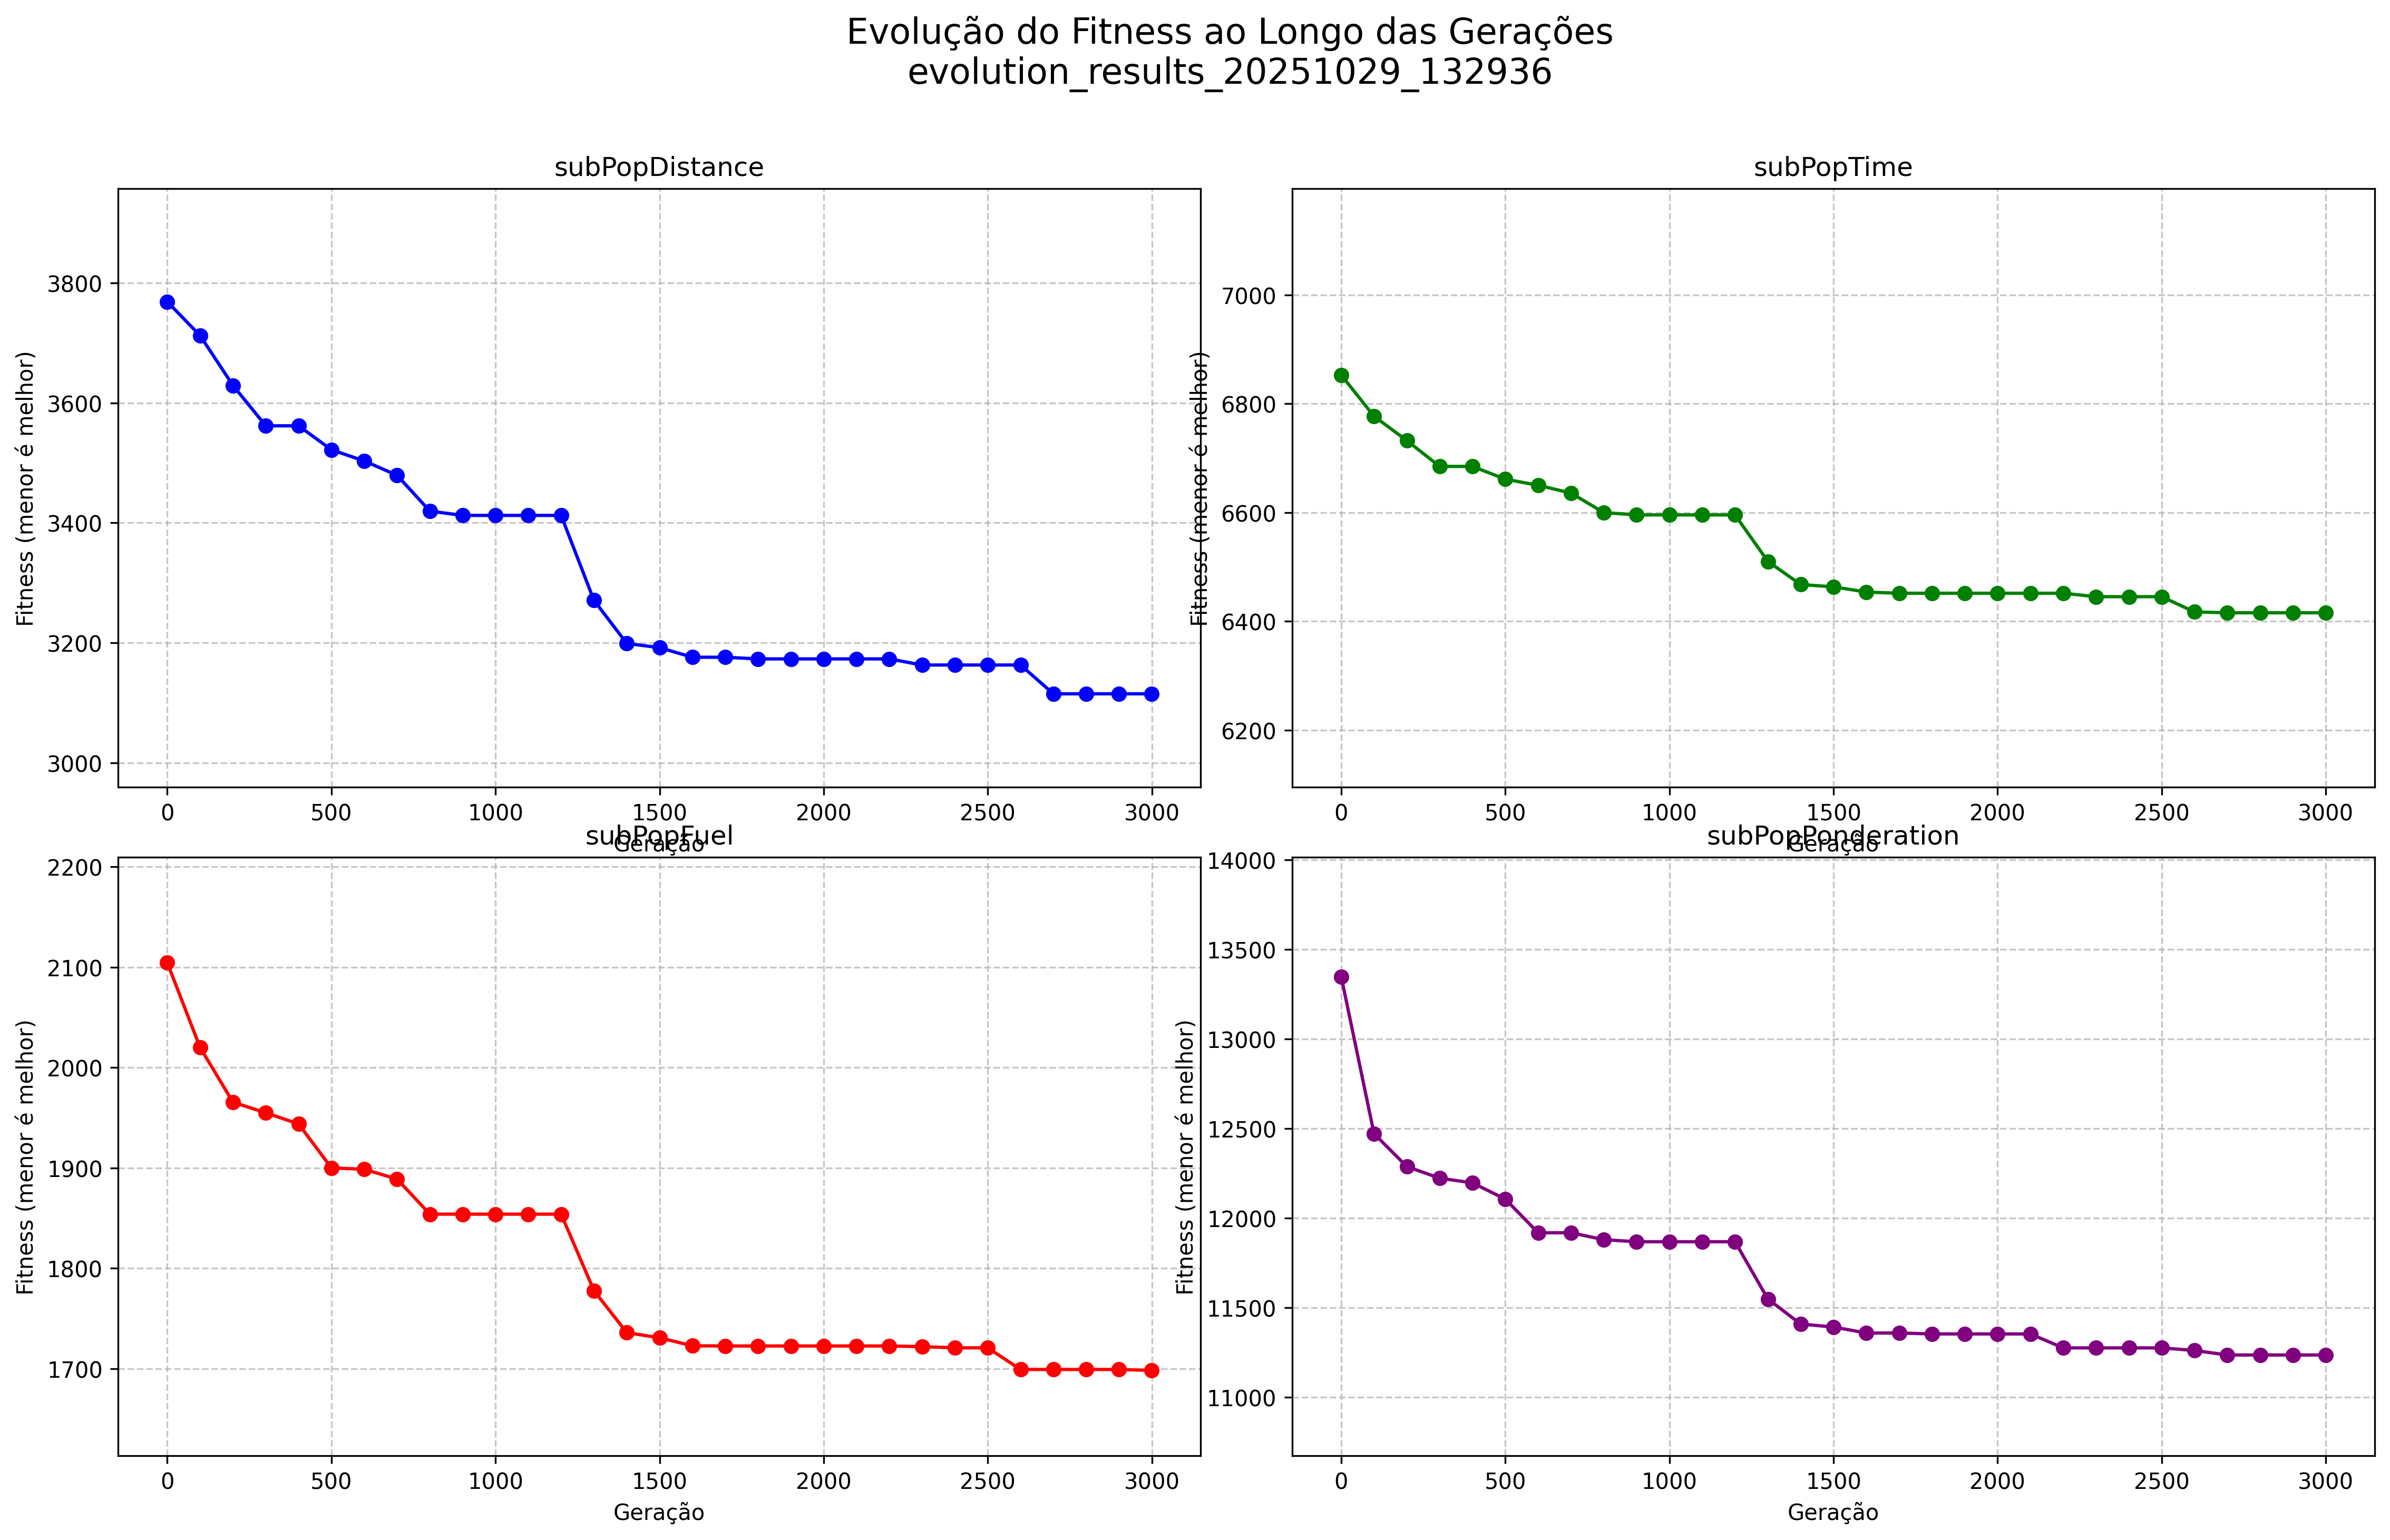 Evolução do Fitness ao Longo das Gerações
evolution_results_20251029_132936
subPopDistance
Fitness (menor é melhor)
3800
3600
3400
3200
3000
0 500 1000 1500 2000 2500 3000
Geração
subPopTime
Fitness (menor é melhor)
7000
6800
6600
6400
6200
0 500 1000 1500 2000 2500 3000
Geração
subPopFuel
Fitness (menor é melhor)
2200
2100
2000
1900
1800
1700
0 500 1000 1500 2000 2500 3000
Geração
subPopPonderation
Fitness (menor é melhor)
14000
13500
13000
12500
12000
11500
11000
0 500 1000 1500 2000 2500 3000
Geração